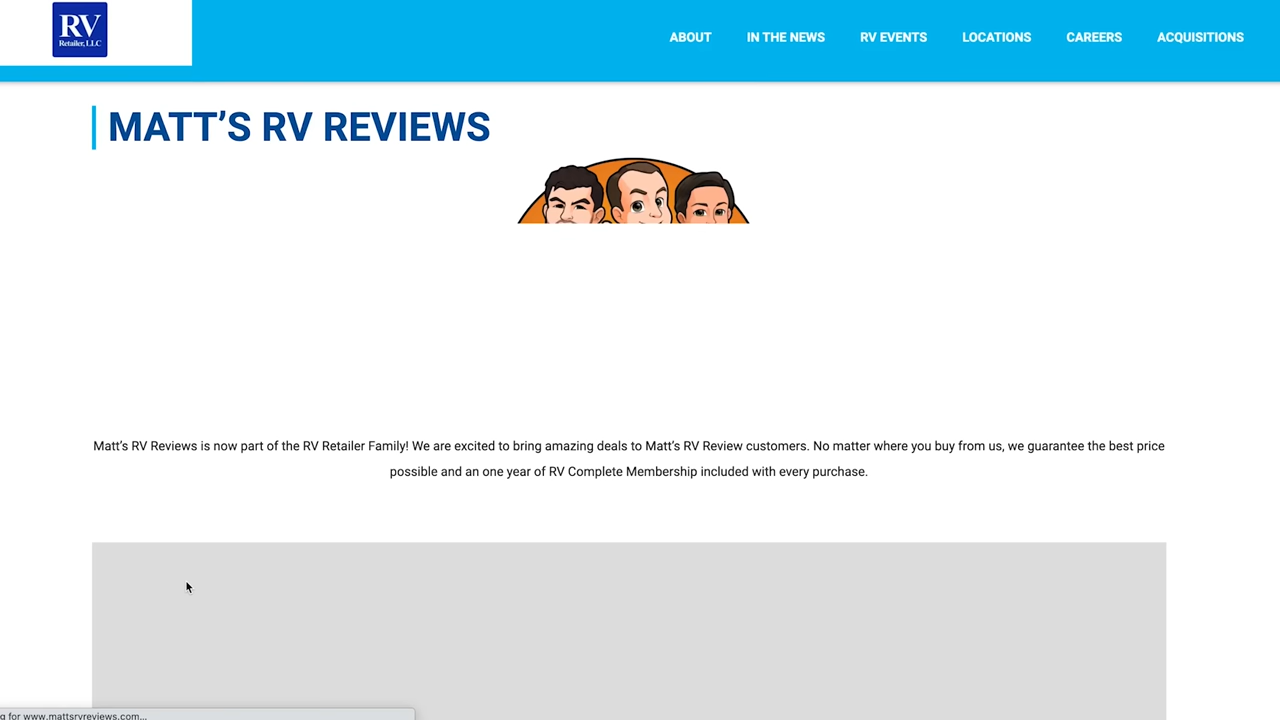 RV
Retailer, LLC
ABOUT
IN THE NEWS
RV EVENTS
LOCATIONS
CAREERS
ACQUISITIONS
MATT’S RV REVIEWS
Matt’s RV Reviews is now part of the RV Retailer Family! We are excited to bring amazing deals to Matt’s RV Review customers. No matter where you buy from us, we guarantee the best price
possible and an one year of RV Complete Membership included with every purchase.
g for www.mattsrvreviews.com...